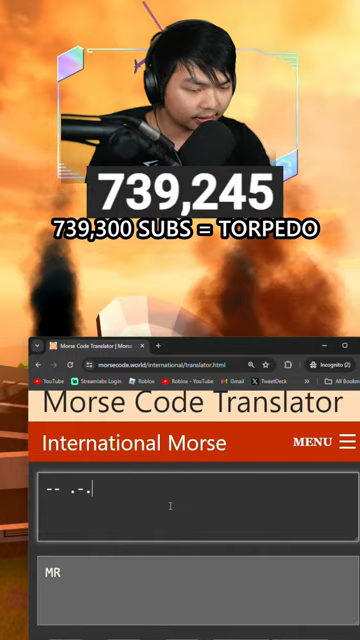 739,245
739,300 SUBS = TORPEDO
Morse Code Translator | Morse
morsecode.world/international/translator.html
Incognito (2)
YouTube
Streamlabs Login
Roblox
Roblox - YouTube
Gmail
TweetDeck
All Bookm
Morse Code Translator
International Morse
MENU
-- .-.
MR